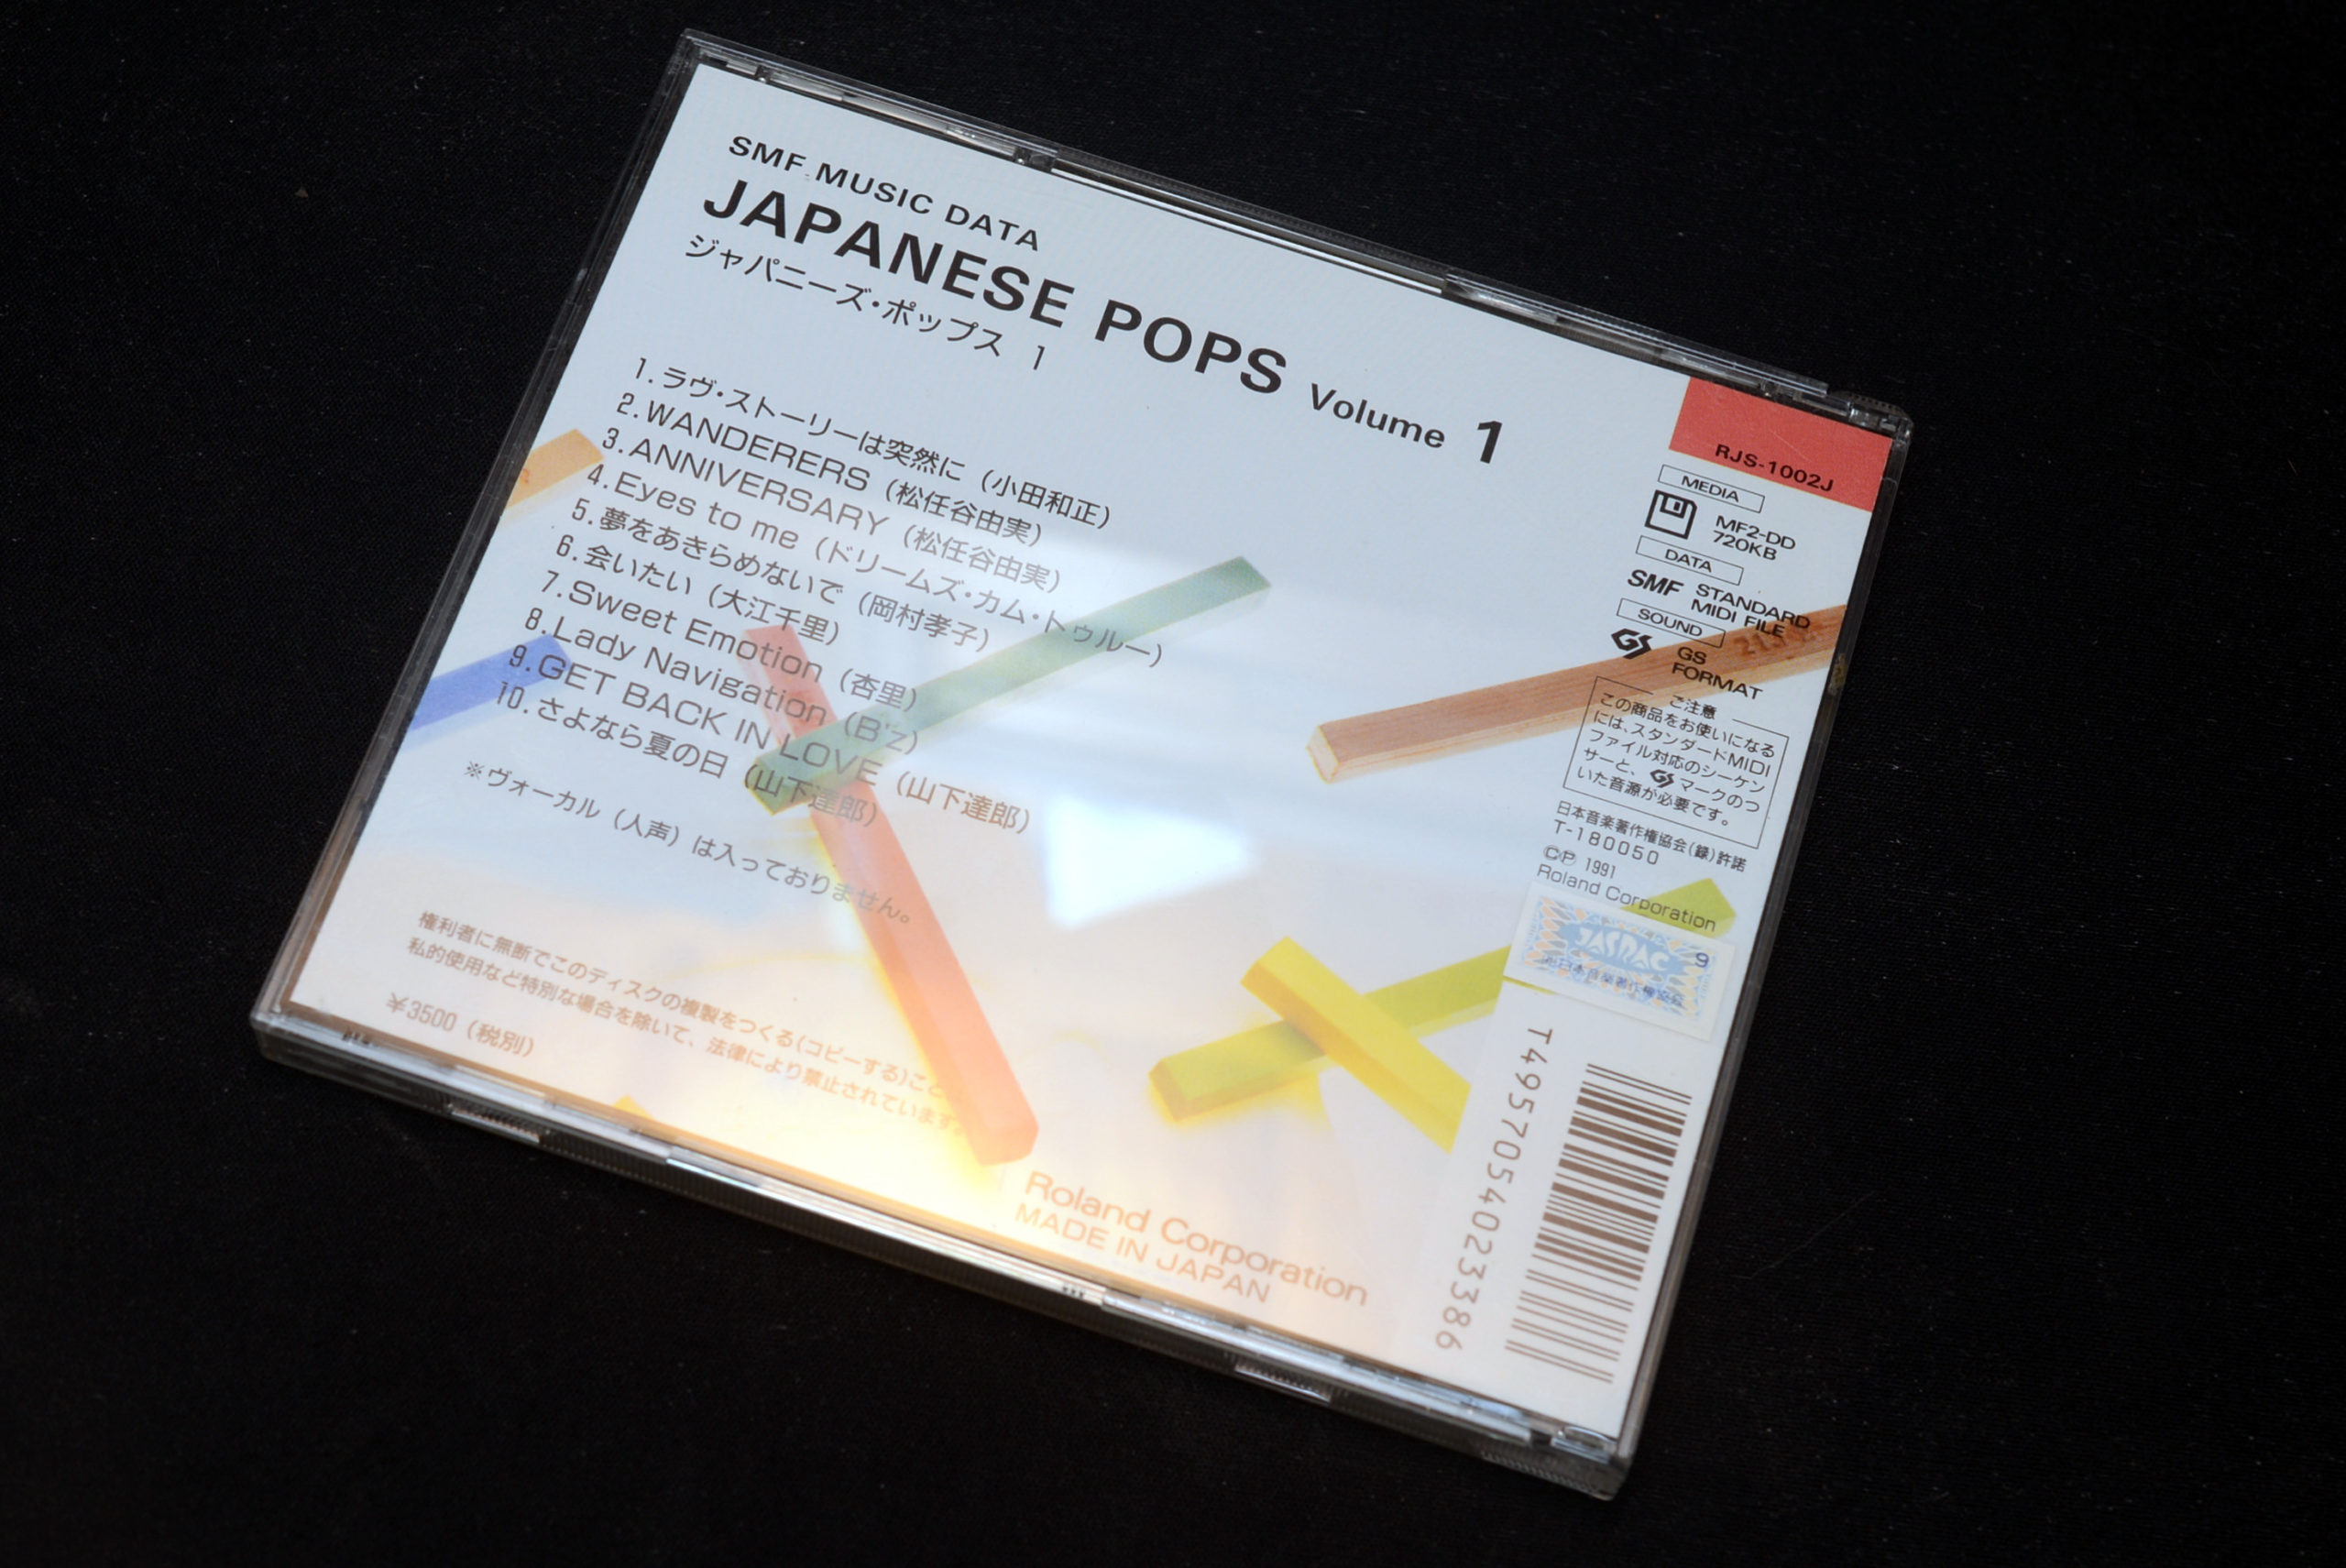 SMF MUSIC DATA
JAPANESE POPS Volume 1
ジャパニーズ・ポップス 1
1.ラヴ・ストーリーは突然に（小田和正）
2.WANDERERS（松任谷由実）
3.ANNIVERSARY（松任谷由実）
4.Eyes to me（ドリームズ・カム・トゥルー）
5.夢をあきらめないで（岡村孝子）
6.会いたい（大江千里）
7.Sweet Emotion（杏里）
8.Lady Navigation（B'z）
9.GET BACK IN LOVE（山下達郎）
10.さよなら夏の日（山下達郎）
※ヴォーカル（人声）は入っておりません。
権利者に無断でこのディスクの複製をつくる(コピーする)ことは、
私的使用など特別な場合を除いて、法律により禁止されています。
¥3500（税別）
Roland Corporation
MADE IN JAPAN
RJS-1002J
MEDIA
MF2-DD
720KB
DATA
SMF STANDARD
MIDI FILE
SOUND
GS GS
FORMAT
ご注意
この商品をお使いになる
には、スタンダードMIDI
ファイル対応のシーケン
サーと、GSマークのつ
いた音源が必要です。
日本音楽著作権協会(録)許諾
T-180050
©℗ 1991
Roland Corporation
JASRAC 9
T4957054023386